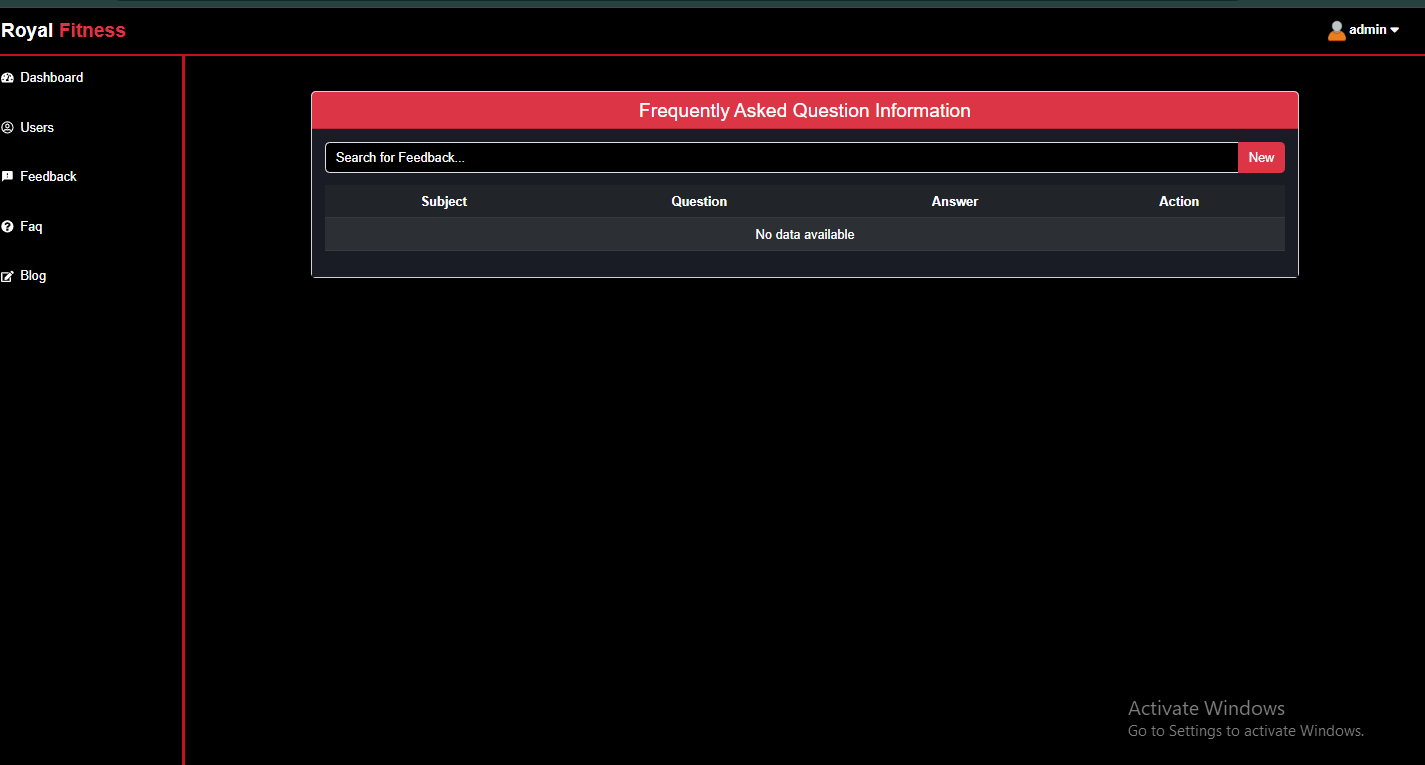 Royal Fitness
admin
Dashboard
Users
Feedback
Faq
Blog
Frequently Asked Question Information
Search for Feedback...
New
Subject Question Answer Action
No data available
Activate Windows
Go to Settings to activate Windows.